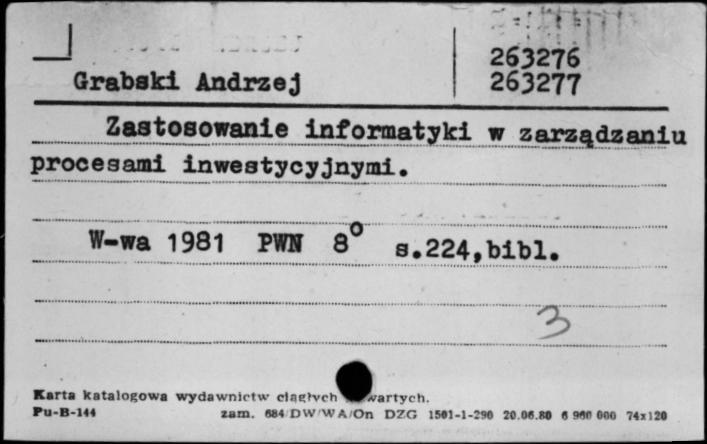 263276
Grabski Andrzej 263277
Zastosowanie informatyki w zarządzaniu
procesami inwestycyjnymi.
W-wa 1981 PWN 8° s.224,bibl.
3
Karta katalogowa wydawnictw ciągłych wartych.
Pu-B-144 zam. 684/DW/WA/On DZG 1501-1-290 20.06.80 6 960 000 74x120